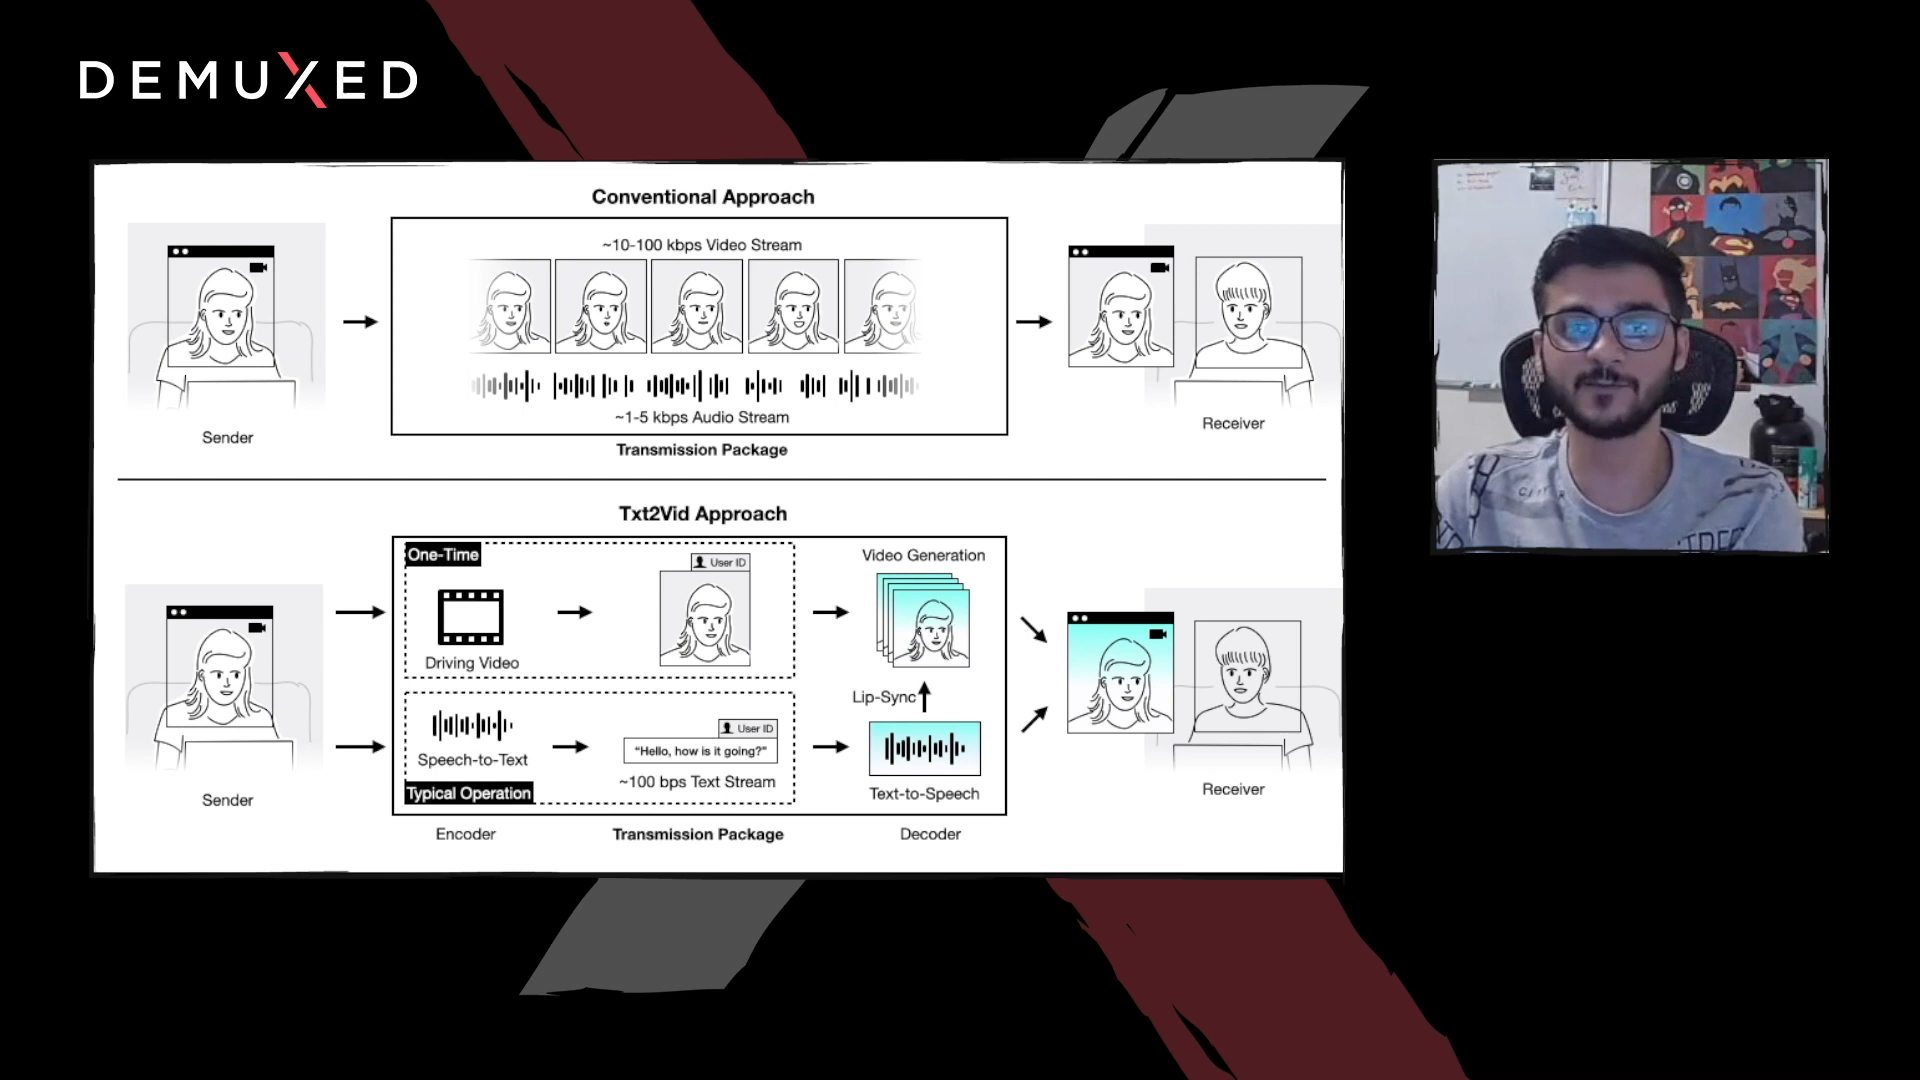 DEMUXED
Conventional Approach
~10-100 kbps Video Stream
~1-5 kbps Audio Stream
Sender
Transmission Package
Receiver
Txt2Vid Approach
One-Time
User ID
Driving Video
Video Generation
Lip-Sync
Speech-to-Text
User ID
"Hello, how is it going?"
~100 bps Text Stream
Typical Operation
Text-to-Speech
Sender
Receiver
Encoder
Transmission Package
Decoder